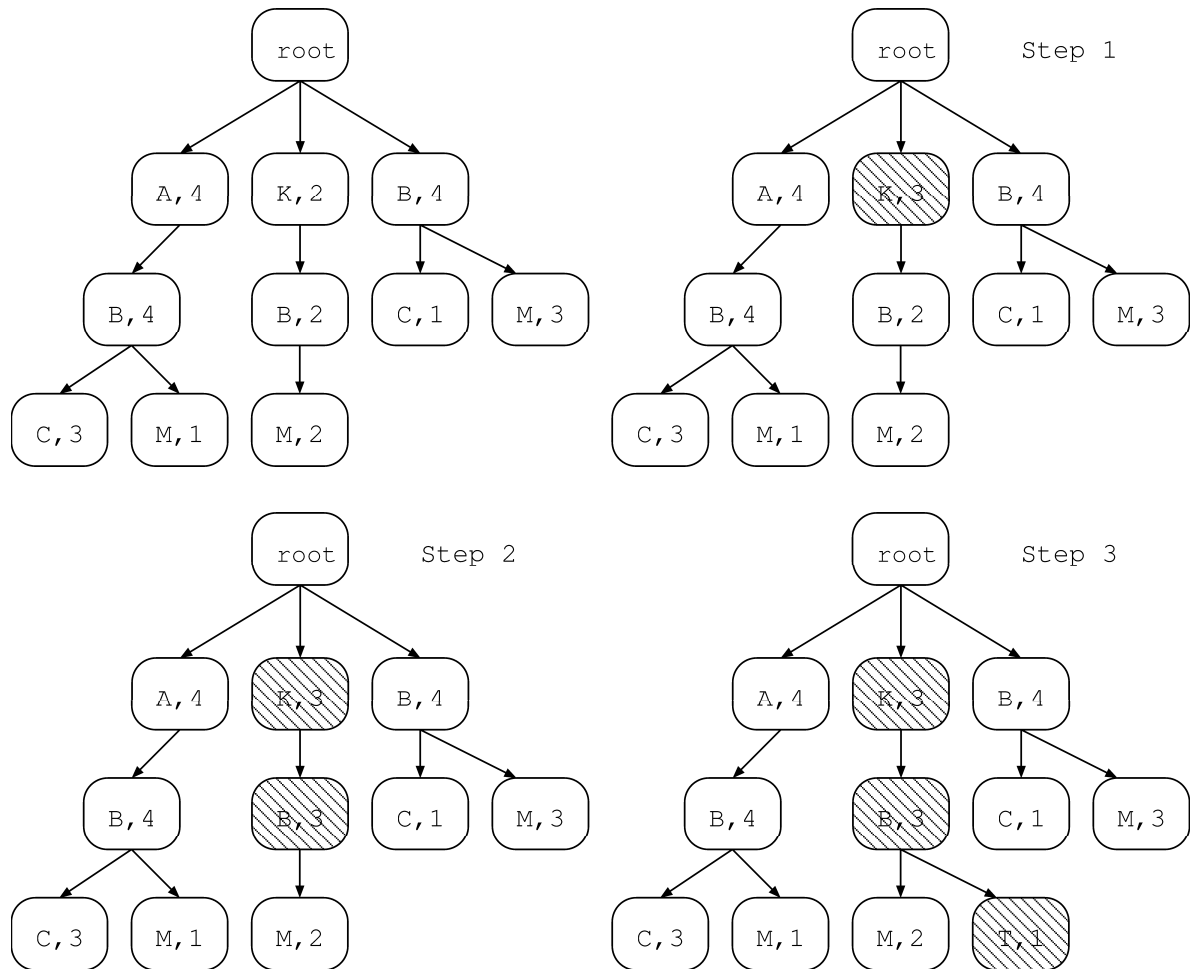 root
root Step 1
A,4 K,2 B,4
A,4 K,3 B,4
B,4 B,2 C,1 M,3
B,4 B,2 C,1 M,3
C,3 M,1 M,2
C,3 M,1 M,2
root Step 2
root Step 3
A,4 K,3 B,4
A,4 K,3 B,4
B,4 B,3 C,1 M,3
B,4 B,3 C,1 M,3
C,3 M,1 M,2
C,3 M,1 M,2 T,1